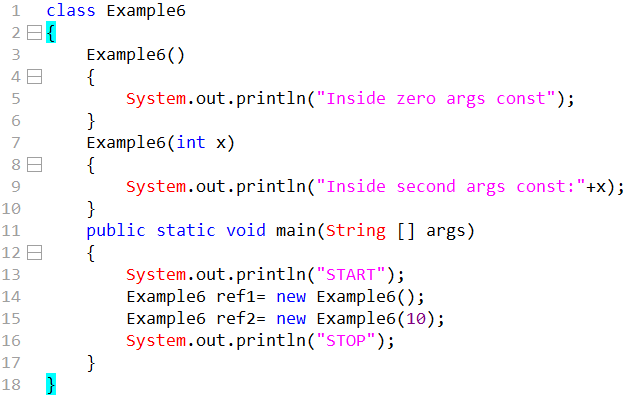 1 class Example6
2 {
3 Example6()
4 {
5 System.out.println("Inside zero args const");
6 }
7 Example6(int x)
8 {
9 System.out.println("Inside second args const:"+x);
10 }
11 public static void main(String [] args)
12 {
13 System.out.println("START");
14 Example6 ref1= new Example6();
15 Example6 ref2= new Example6(10);
16 System.out.println("STOP");
17 }
18 }